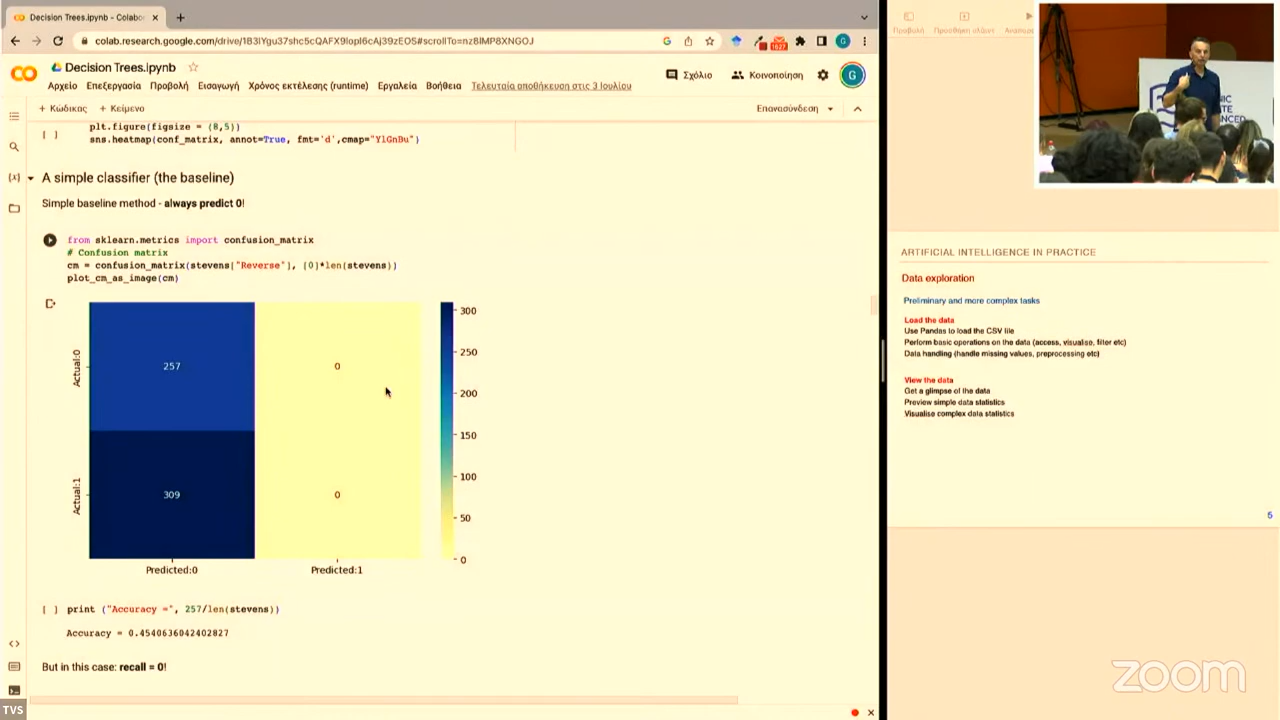 Decision Trees.ipynb - Colabo
colab.research.google.com/drive/1B3IYgu37shc5cQAFX9lopl6cAj39zEOS#scrollTo=nz8lMP8XNGOJ
1027
G
Decision Trees.ipynb
Σχόλιο
Κοινοποίηση
G
Αρχείο Επεξεργασία Προβολή Εισαγωγή Χρόνος εκτέλεσης (runtime) Εργαλεία Βοήθεια Τελευταία αποθήκευση στις 3 Ιουλίου
+ Κώδικας + Κείμενο
Επανασύνδεση
plt.figure(figsize = (8,5))
[ ] sns.heatmap(conf_matrix, annot=True, fmt='d',cmap="YlGnBu")
A simple classifier (the baseline)
Simple baseline method - always predict 0!
from sklearn.metrics import confusion_matrix
# Confusion matrix
cm = confusion_matrix(stevens["Reverse"], [0]*len(stevens))
plot_cm_as_image(cm)
Actual:0
257
0
Actual:1
309
0
Predicted:0
Predicted:1
300
250
200
150
100
50
0
[ ] print ("Accuracy =", 257/len(stevens))
Accuracy = 0.4540636042402827
But in this case: recall = 0!
TVS
Προβολή
Προσθήκη σλάιντ
ARTIFICIAL INTELLIGENCE IN PRACTICE
Data exploration
Preliminary and more complex tasks
Load the data
Use Pandas to load the CSV file
Perform basic operations on the data (access, visualise, filter etc)
Data handling (handle missing values, preprocessing etc)
View the data
Get a glimpse of the data
Preview simple data statistics
Visualise complex data statistics
5
zoom